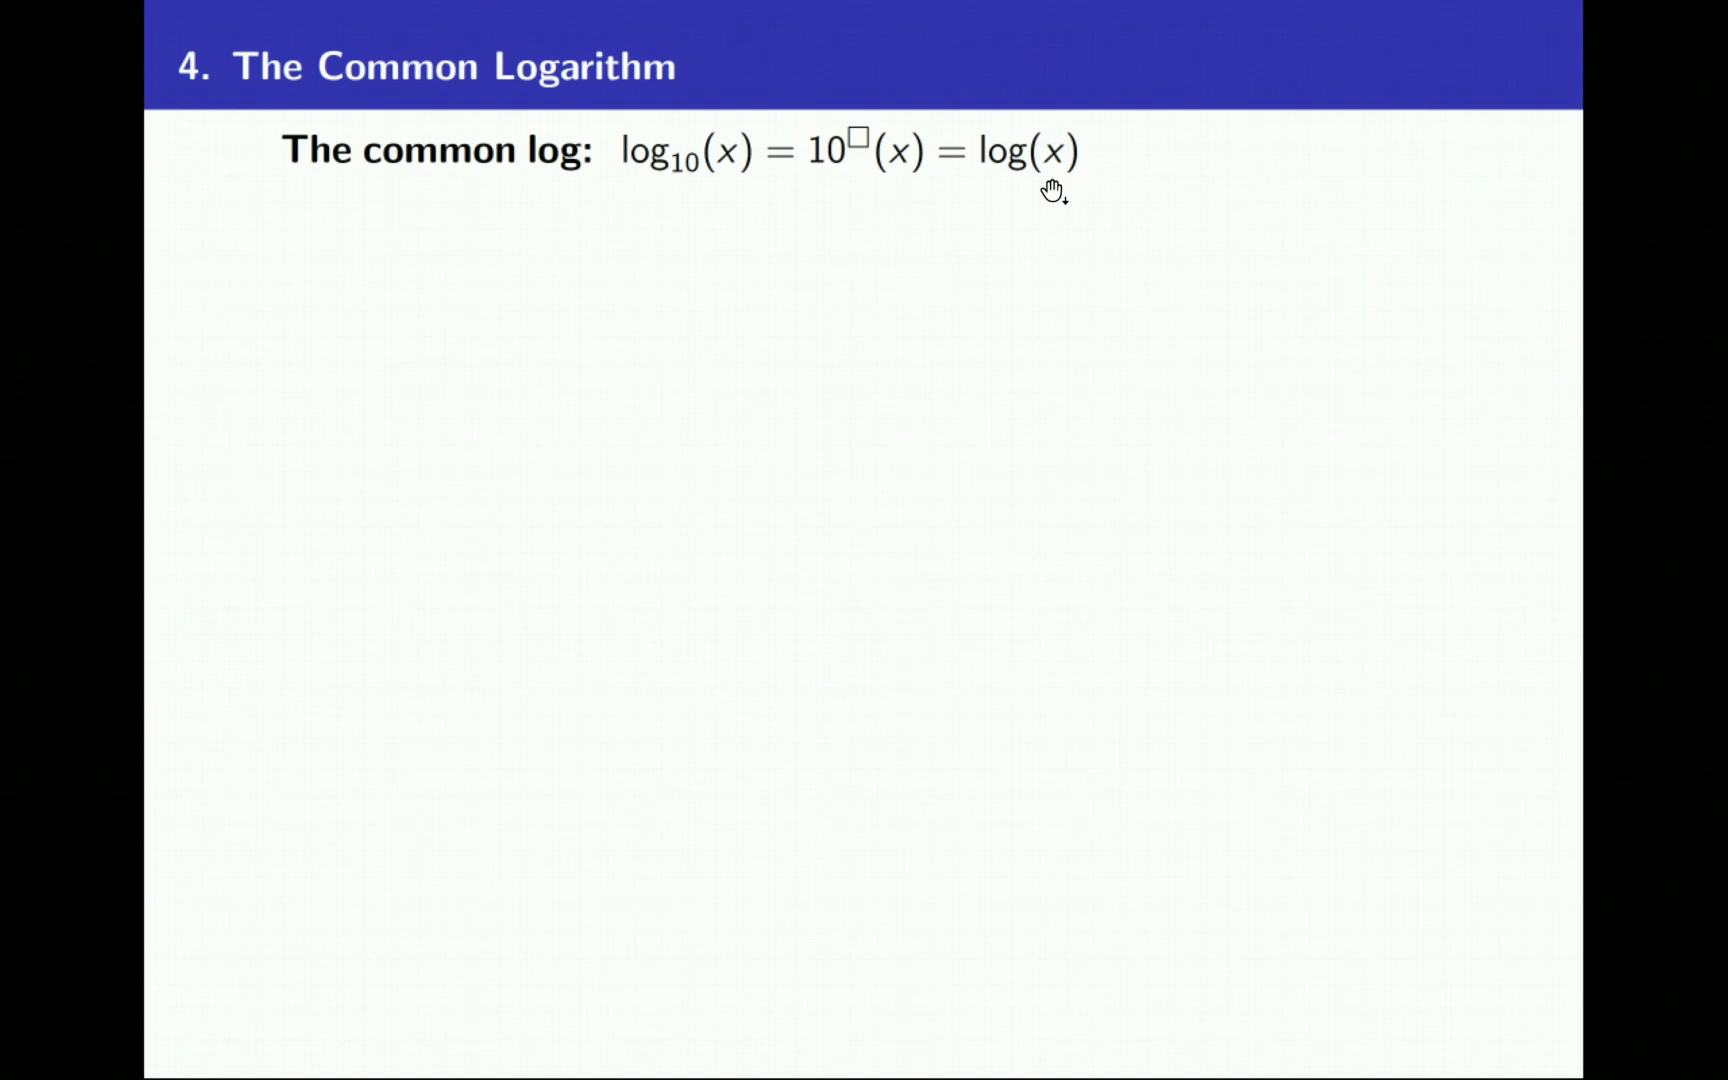 4. The Common Logarithm
The common log: log₁₀(x) = 10^□(x) = log(x)